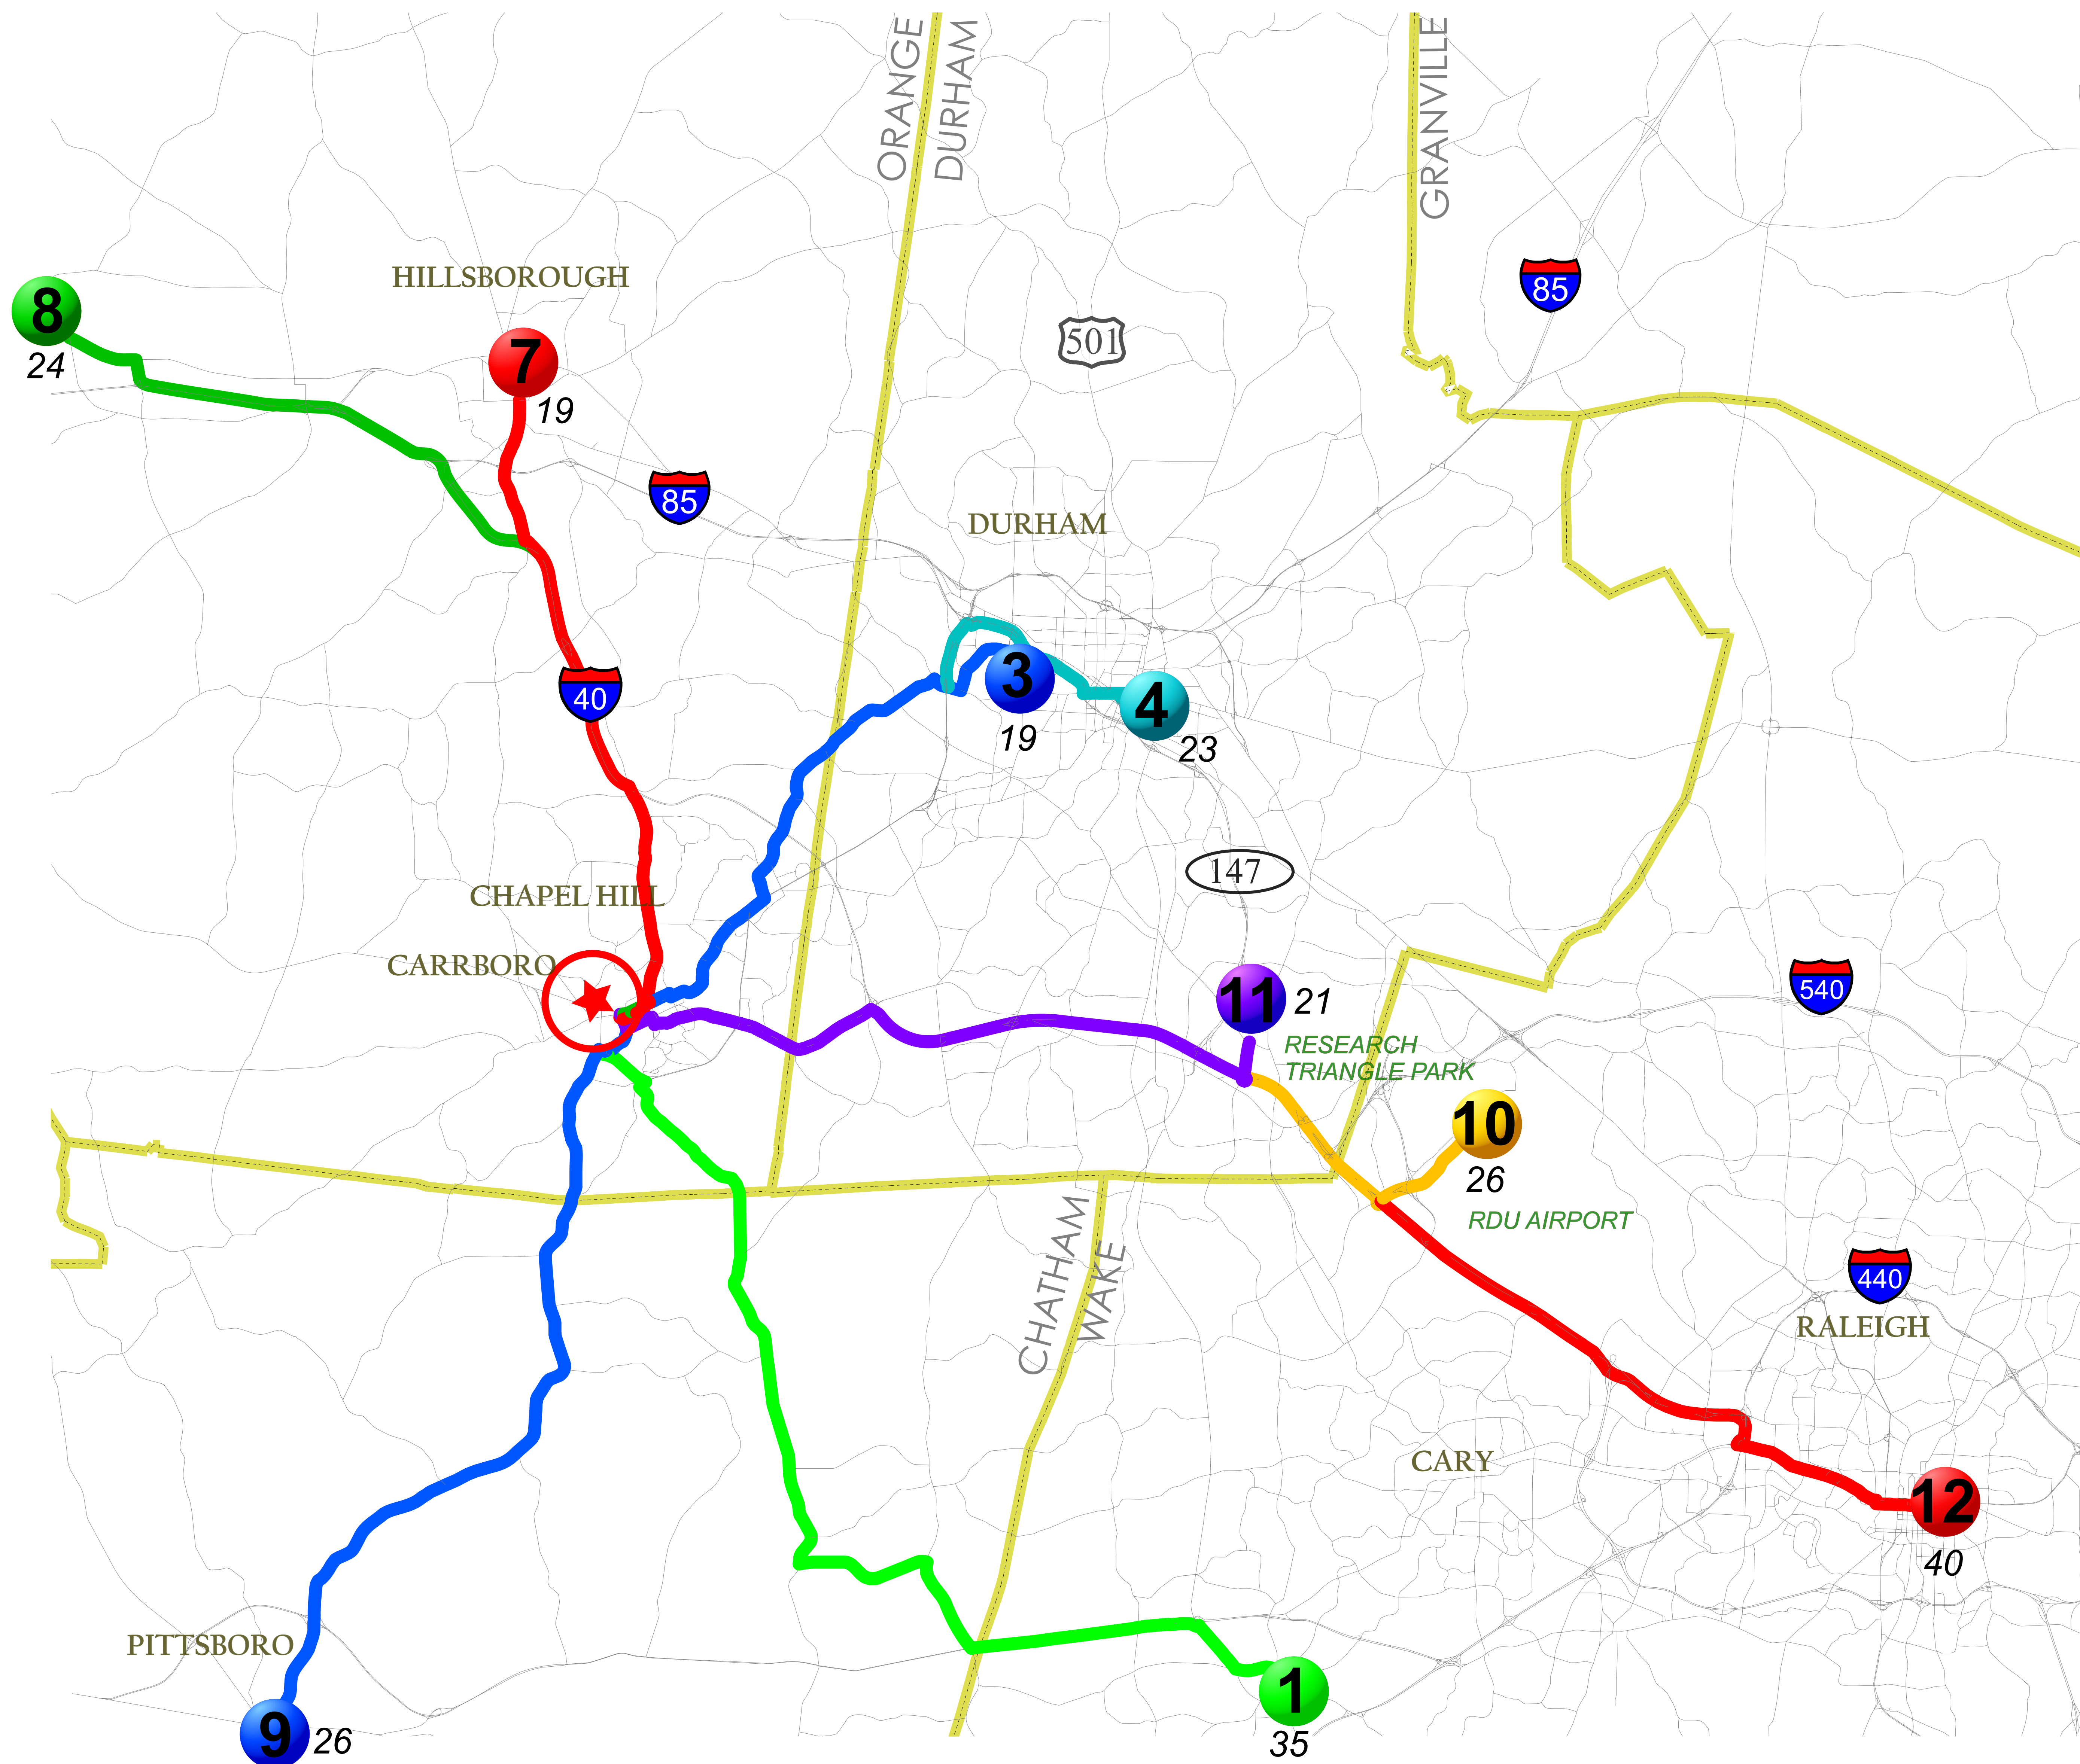 ORANGE
DURHAM
GRANVILLE
HILLSBOROUGH
85
8
24
7
19
501
85
DURHAM
3
19
4
23
40
147
CHAPEL HILL
CARRBORO
540
11
21
RESEARCH
TRIANGLE PARK
10
26
RDU AIRPORT
CHATHAM
WAKE
440
RALEIGH
CARY
12
40
PITTSBORO
9
26
1
35